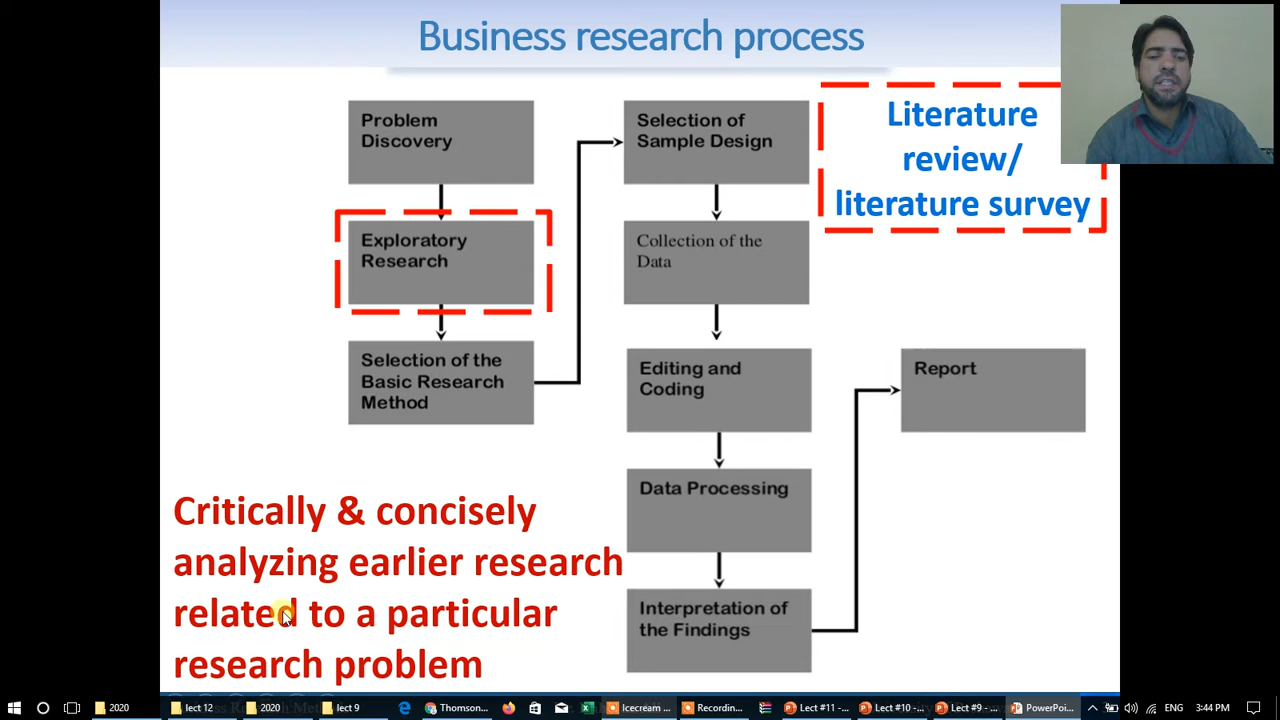 Business research process
Problem
Discovery
Exploratory
Research
Selection of the
Basic Research
Method
Selection of
Sample Design
Collection of the
Data
Editing and
Coding
Data Processing
Interpretation of
the Findings
Report
Literature
review/
literature survey
Critically & concisely
analyzing earlier research
related to a particular
research problem
2020
lect 12
2020
lect 9
Thomson...
Icecream ...
Recordin...
Lect #11 -...
Lect #10 -...
Lect #9 - ...
PowerPoi...
ENG
3:44 PM